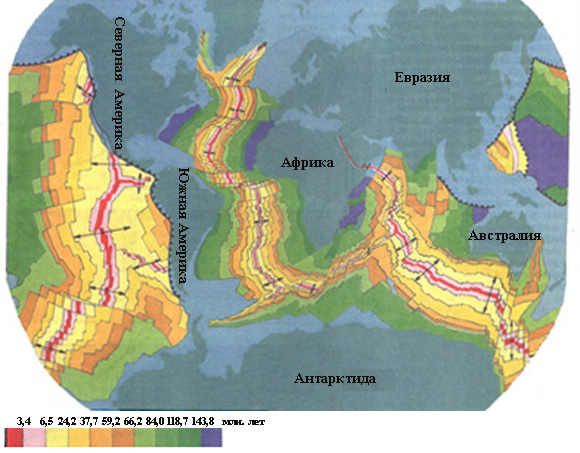 Северная Америка
Евразия
Африка
Южная Америка
Австралия
Антарктида
3,4 6,5 24,2 37,7 59,2 66,2 84,0 118,7 143,8 млн. лет